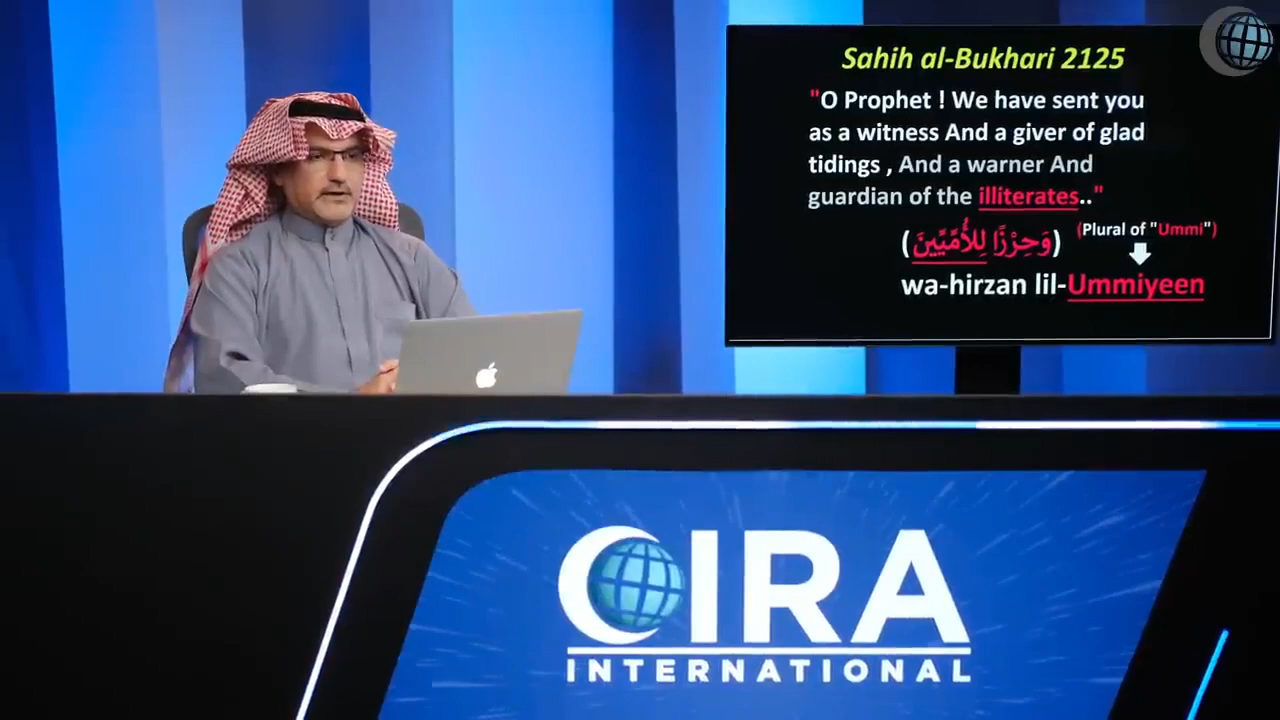 Sahih al-Bukhari 2125
"O Prophet ! We have sent you
as a witness And a giver of glad
tidings , And a warner And
guardian of the illiterates.."
(وَحِرْزًا لِلأُمِّيِّينَ)
(Plural of "Ummi")
wa-hirzan lil-Ummiyeen
CIRA
INTERNATIONAL